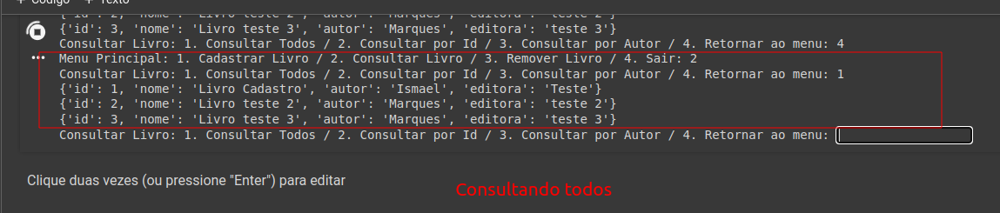 + Código + Texto
{'id': 2, 'nome': 'Livro teste 2', 'autor': 'Marques', 'editora': 'teste 2'}
{'id': 3, 'nome': 'Livro teste 3', 'autor': 'Marques', 'editora': 'teste 3'}
Consultar Livro: 1. Consultar Todos / 2. Consultar por Id / 3. Consultar por Autor / 4. Retornar ao menu: 4
Menu Principal: 1. Cadastrar Livro / 2. Consultar Livro / 3. Remover Livro / 4. Sair: 2
Consultar Livro: 1. Consultar Todos / 2. Consultar por Id / 3. Consultar por Autor / 4. Retornar ao menu: 1
{'id': 1, 'nome': 'Livro Cadastro', 'autor': 'Ismael', 'editora': 'Teste'}
{'id': 2, 'nome': 'Livro teste 2', 'autor': 'Marques', 'editora': 'teste 2'}
{'id': 3, 'nome': 'Livro teste 3', 'autor': 'Marques', 'editora': 'teste 3'}
Consultar Livro: 1. Consultar Todos / 2. Consultar por Id / 3. Consultar por Autor / 4. Retornar ao menu:
Clique duas vezes (ou pressione "Enter") para editar
Consultando todos